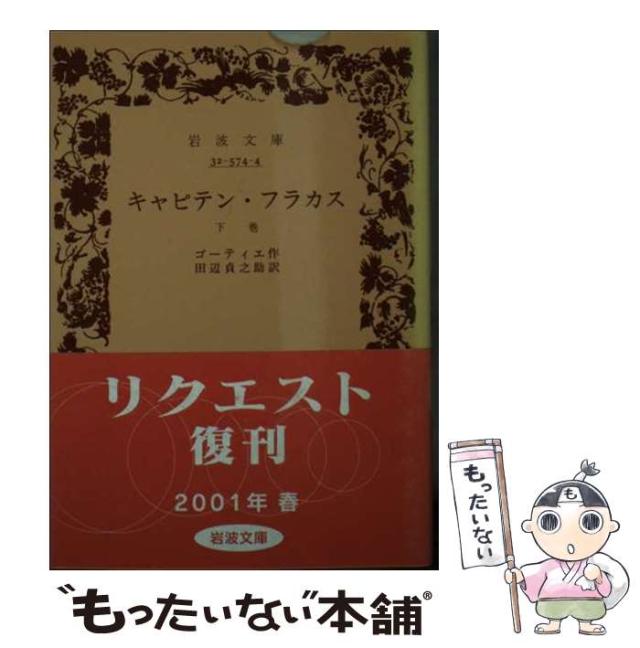 岩波文庫
32-574-4
キャピテン・フラカス
下巻
ゴーティエ作
田辺貞之助訳
リクエスト
復刊
2001年 春
岩波文庫
も
もったいない
"もったいない"本舗®